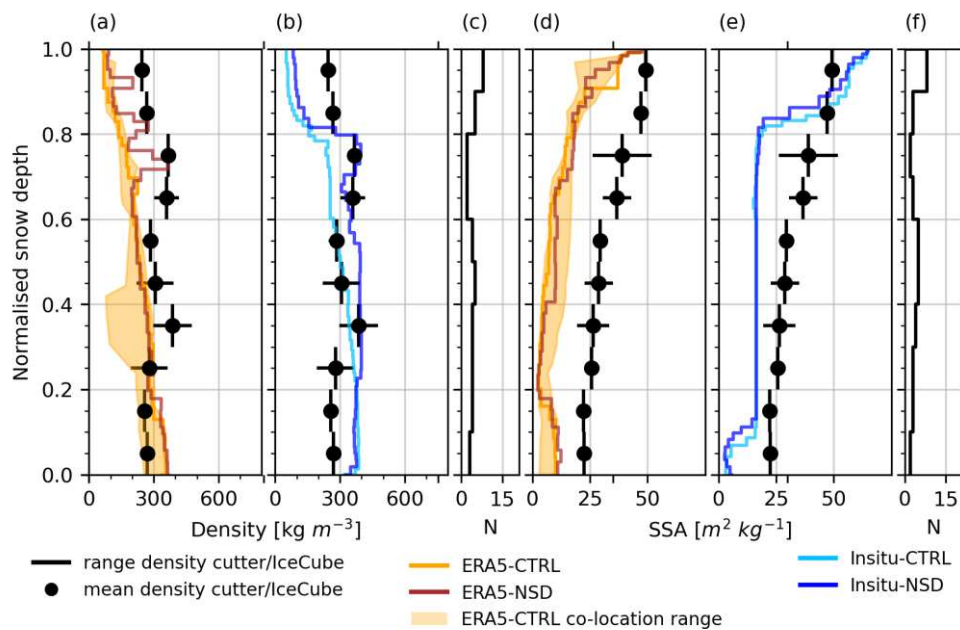 (a) (b) (c) (d) (e) (f)
1.0
0.8
0.6
0.4
0.2
0.0
Normalised snow depth
0 300 600 0 300 600 0 15 0 25 50 0 25 50 0 15
Density [kg m⁻³] N SSA [m² kg⁻¹] N
range density cutter/IceCube
mean density cutter/IceCube
ERA5-CTRL
ERA5-NSD
ERA5-CTRL co-location range
Insitu-CTRL
Insitu-NSD